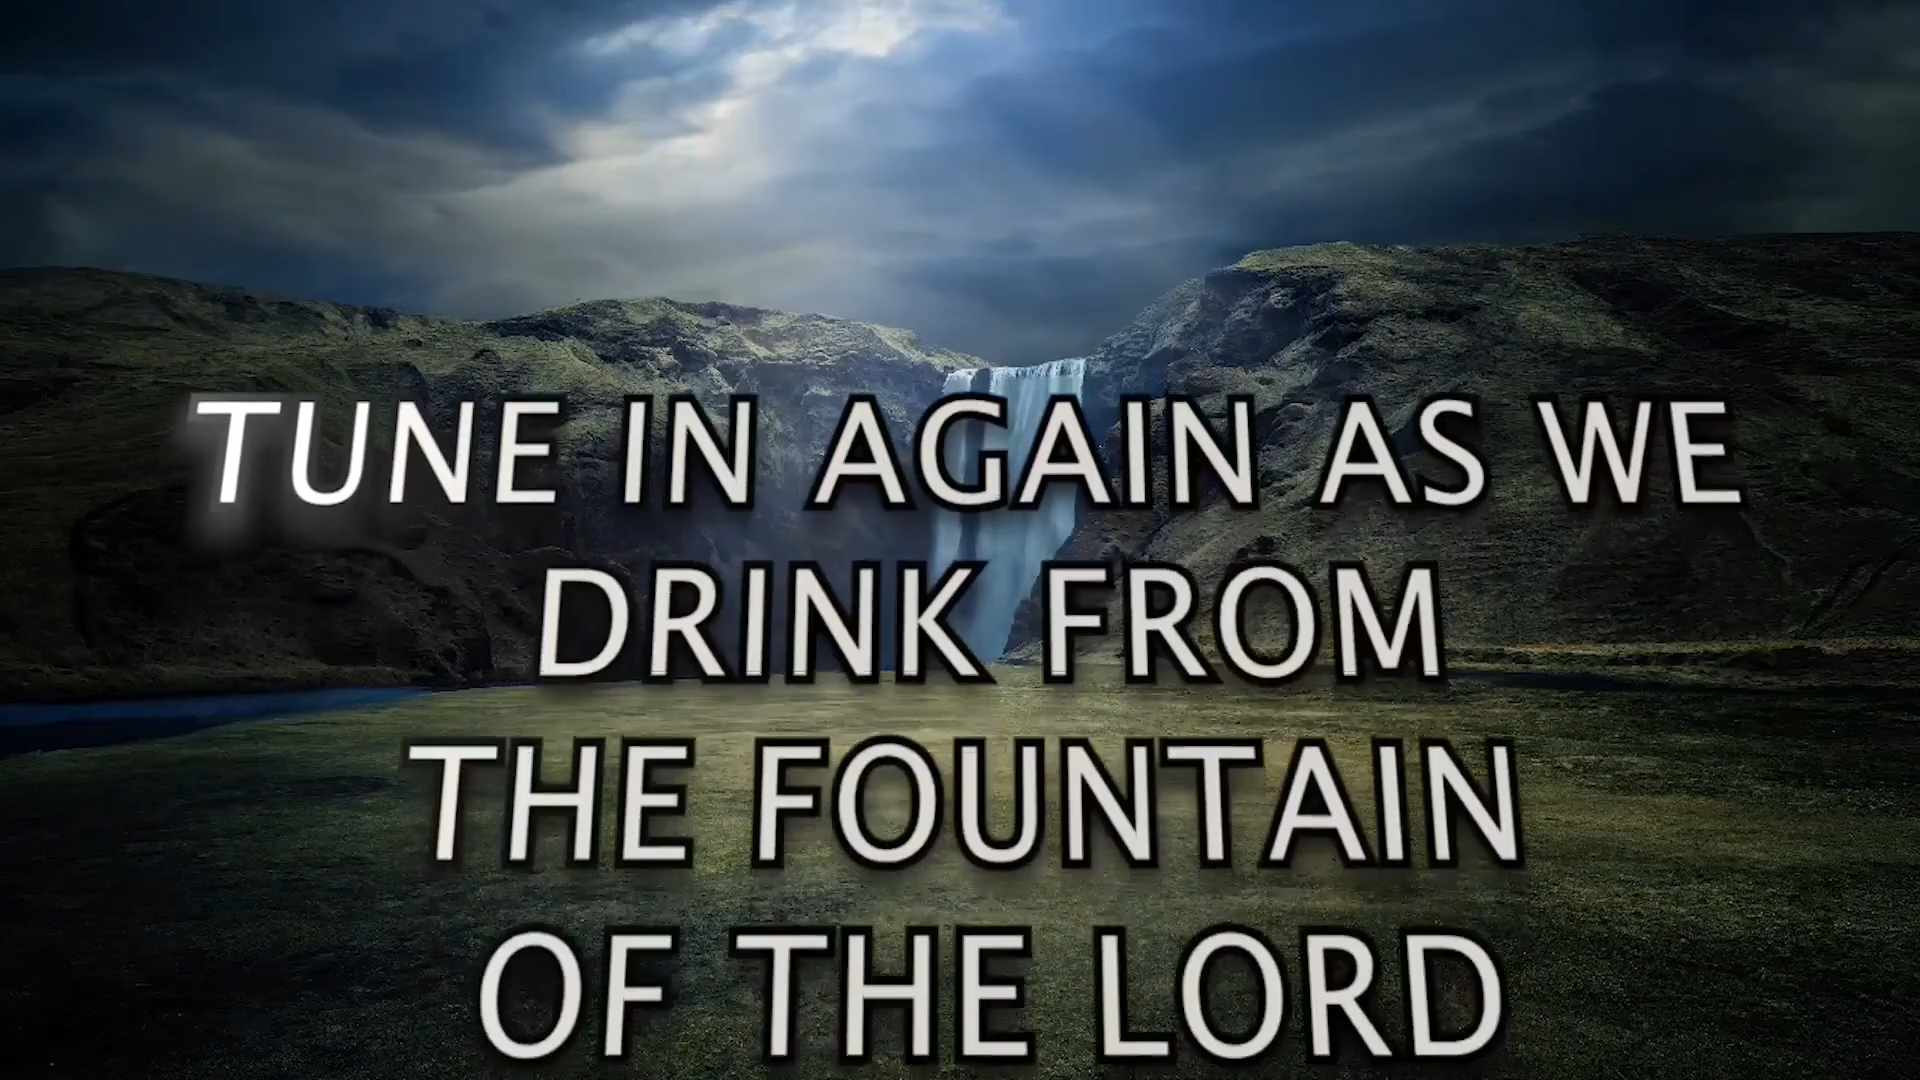 TUNE IN AGAIN AS WE
DRINK FROM
THE FOUNTAIN
OF THE LORD